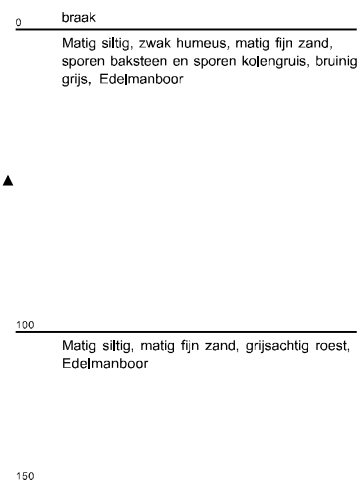 0 braak
Matig siltig, zwak humeus, matig fijn zand,
sporen baksteen en sporen kolengruis, bruinig
grijs, Edelmanboor
100
Matig siltig, matig fijn zand, grijsachtig roest,
Edelmanboor
150